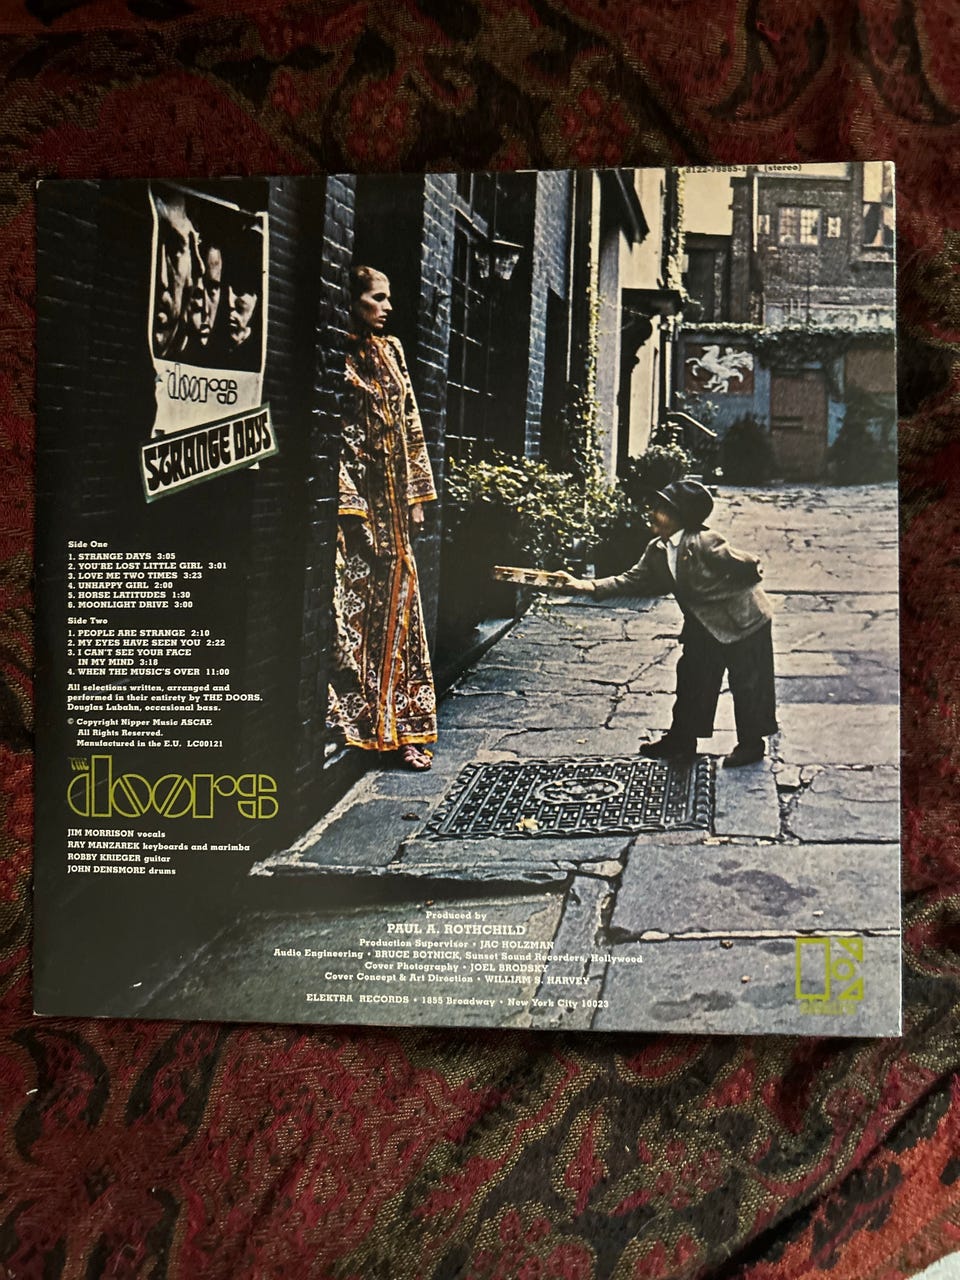 (stereo)
doors
STRANGE DAYS
Side One
1. STRANGE DAYS 3:05
2. YOU'RE LOST LITTLE GIRL 3:01
3. LOVE ME TWO TIMES 3:23
4. UNHAPPY GIRL 2:00
5. HORSE LATITUDES 1:30
6. MOONLIGHT DRIVE 3:00
Side Two
1. PEOPLE ARE STRANGE 2:10
2. MY EYES HAVE SEEN YOU 2:22
3. I CAN'T SEE YOUR FACE
IN MY MIND 3:18
4. WHEN THE MUSIC'S OVER 11:00
All selections written, arranged and
performed in their entirety by THE DOORS.
Douglas Lubahn, occasional bass.
© Copyright Nipper Music ASCAP.
All Rights Reserved.
Manufactured in the E.U. LC00121
THE doors
JIM MORRISON vocals
RAY MANZAREK keyboards and marimba
ROBBY KRIEGER guitar
JOHN DENSMORE drums
Produced by
PAUL A. ROTHCHILD
Production Supervisor • JAC HOLZMAN
Audio Engineering • BRUCE BOTNICK, Sunset Sound Recorders, Hollywood
Cover Photography • JOEL BRODSKY
Cover Concept & Art Direction • WILLIAM S. HARVEY
ELEKTRA RECORDS • 1855 Broadway • New York City 10023